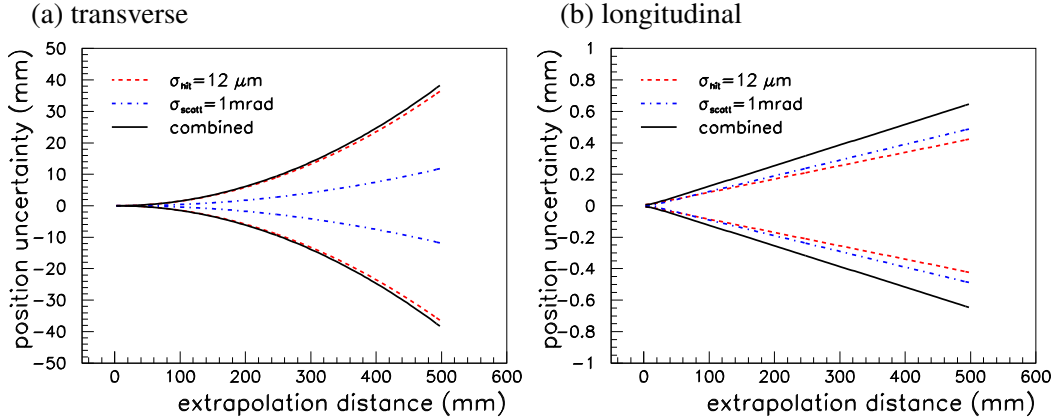 (a) transverse
(b) longitudinal
position uncertainty (mm)
50
40
30
20
10
0
−10
−20
−30
−40
−50
σhit=12 μm
σscatt=1mrad
combined
0 100 200 300 400 500 600
extrapolation distance (mm)
position uncertainty (mm)
1
0.8
0.6
0.4
0.2
0
−0.2
−0.4
−0.6
−0.8
−1
σhit=12 μm
σscatt=1mrad
combined
0 100 200 300 400 500 600
extrapolation distance (mm)